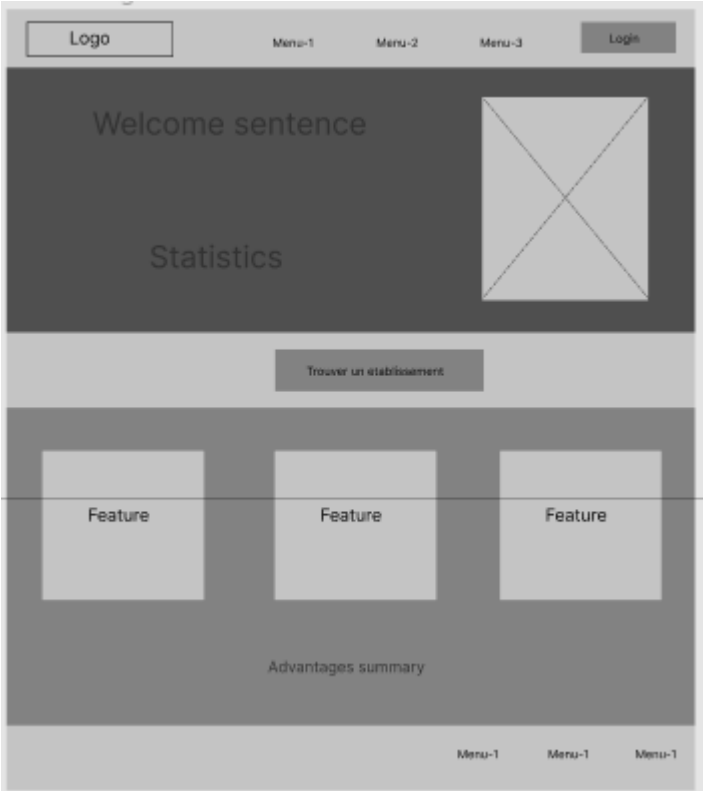 Logo
Menu-1
Menu-2
Menu-3
Login
Welcome sentence
Statistics
Trouver un etablissement
Feature
Feature
Feature
Advantages summary
Menu-1
Menu-1
Menu-1